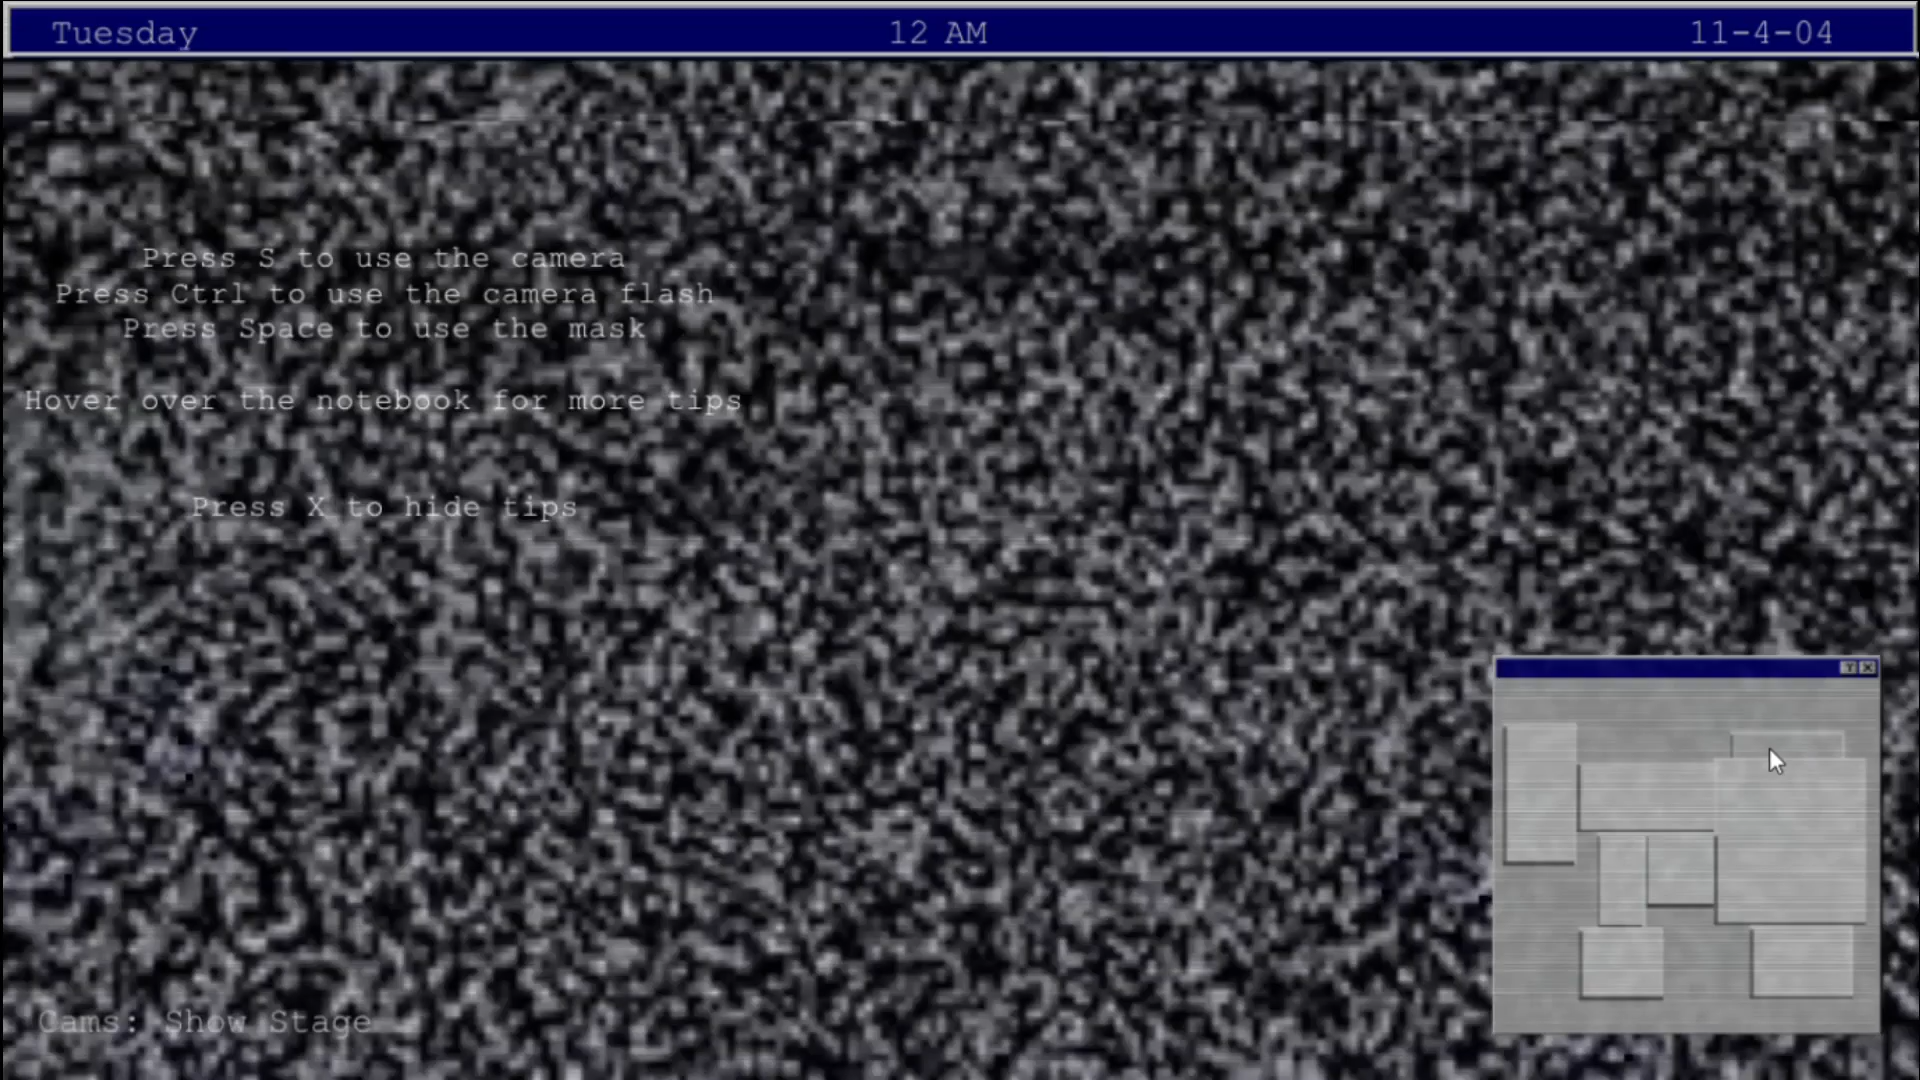 Tuesday 12 AM 11-4-04
Press S to use the camera
Press Ctrl to use the camera flash
Press Space to use the mask
Hover over the notebook for more tips
Press X to hide tips
Cams: Show Stage